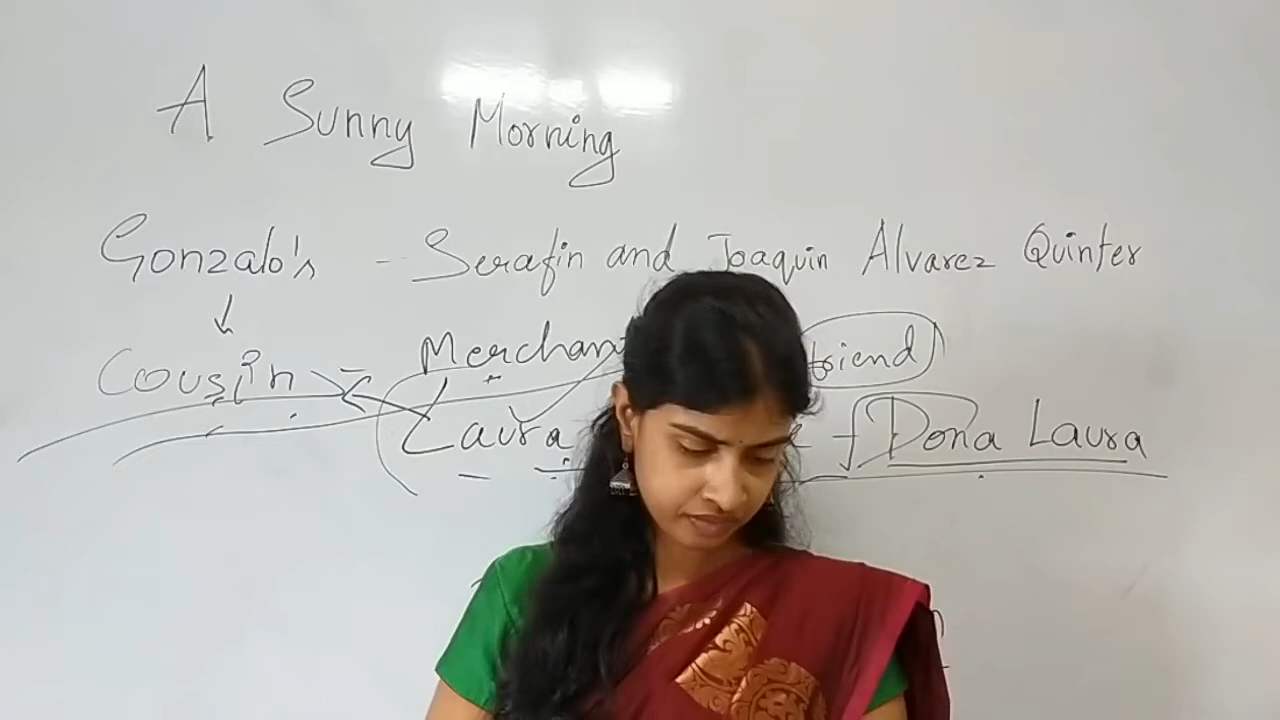 A Sunny Morning
Gonzalo's - Serafin and Joaquin Alvarez Quinter
Cousin - Merchant friend
Laura Dona Laura